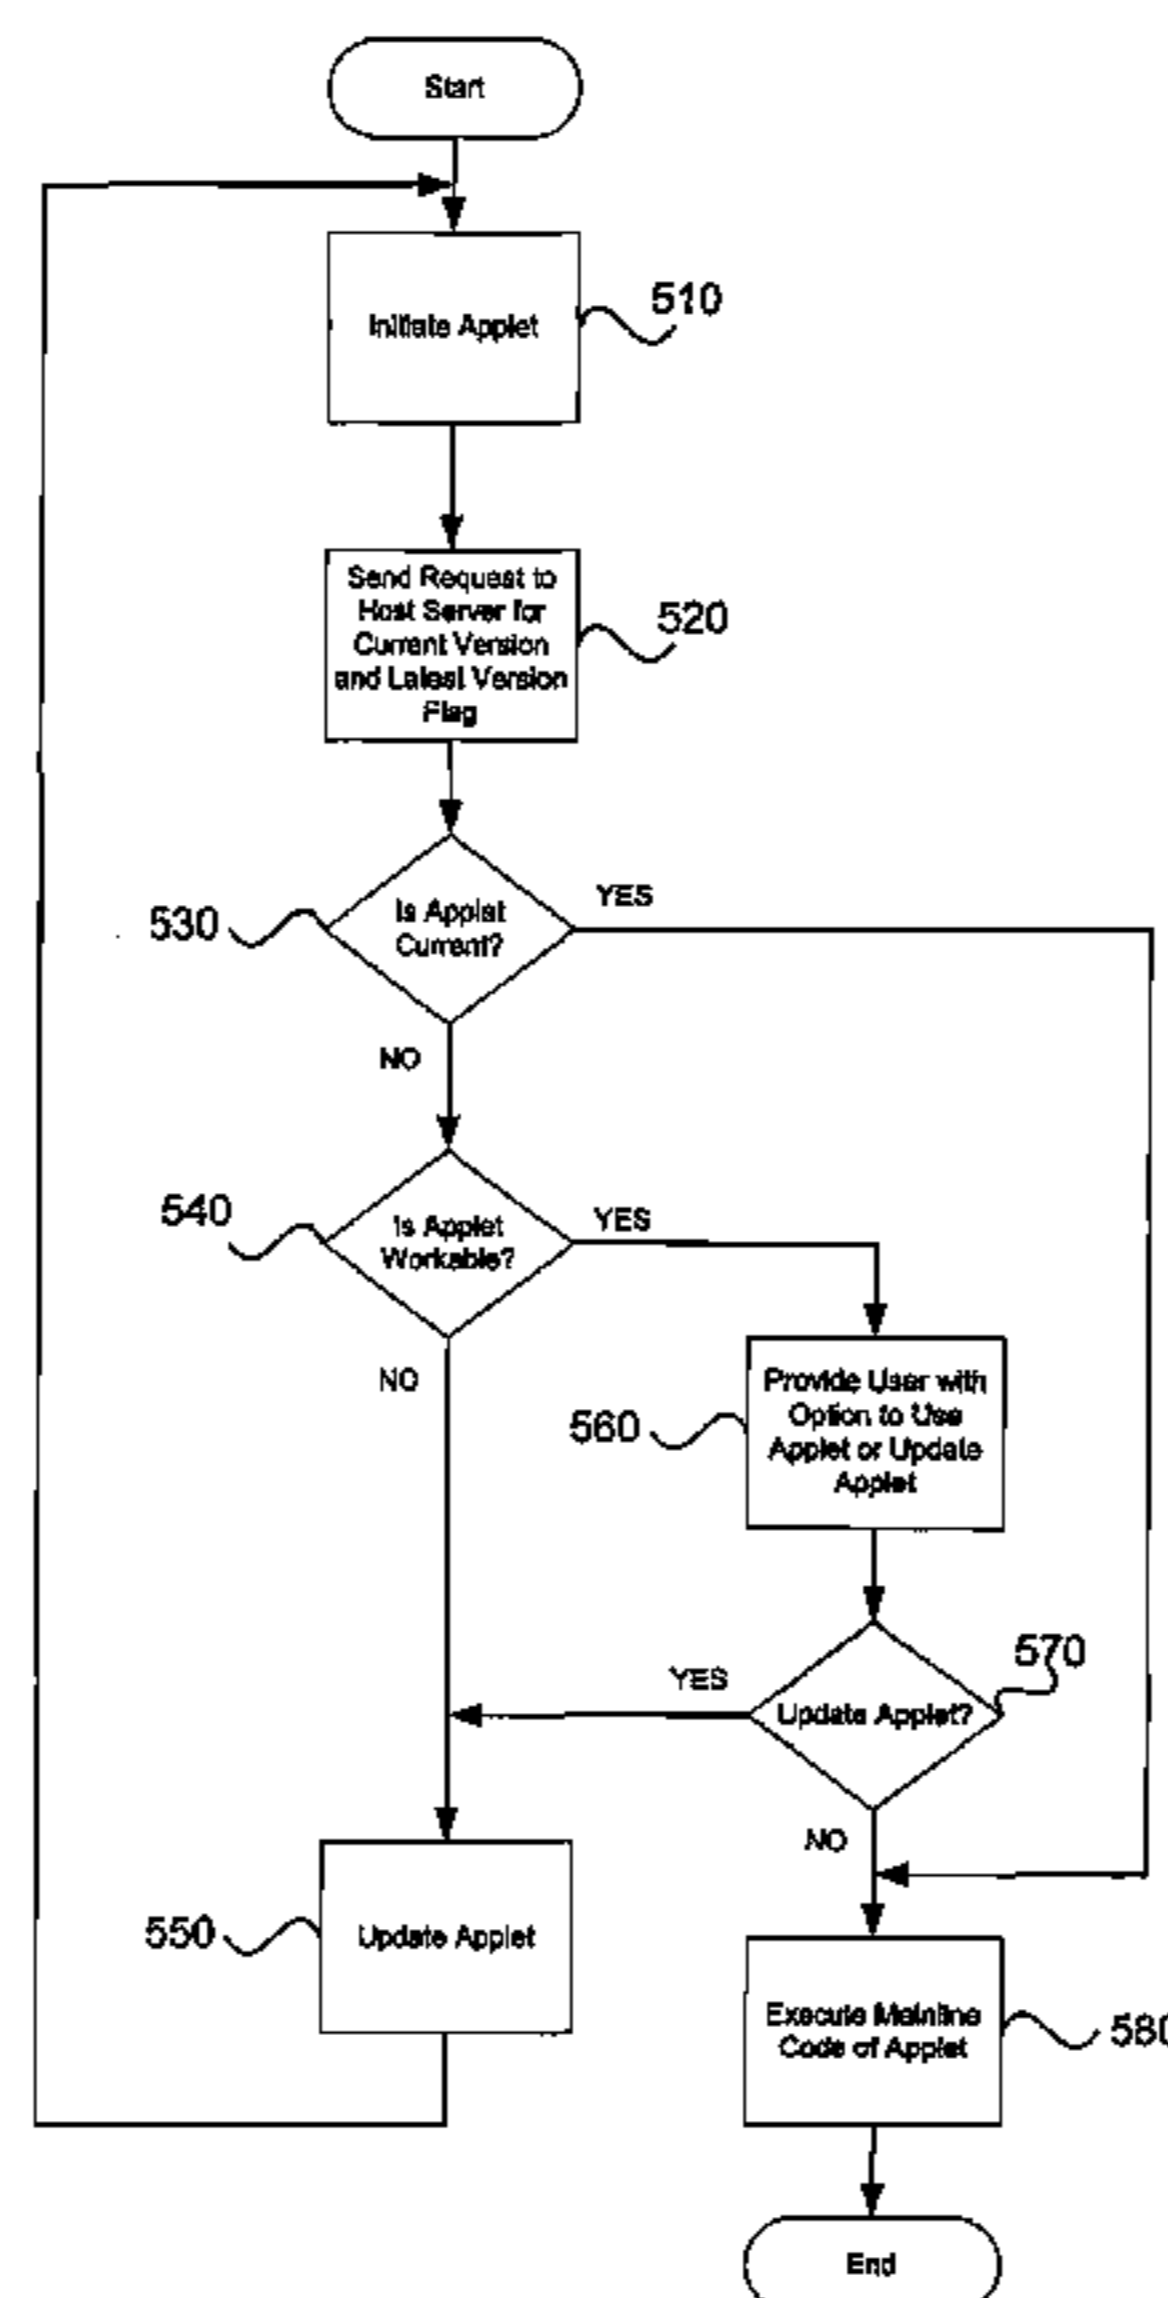 Start
Initiate Applet
510
Send Request to
Host Server for
Current Version
and Latest Version
Flag
520
530
Is Applet
Current?
YES
NO
540
Is Applet
Workable?
YES
NO
560
Provide User with
Option to Use
Applet or Update
Applet
570
YES
Update Applet?
NO
550
Update Applet
Execute Mainline
Code of Applet
580
End